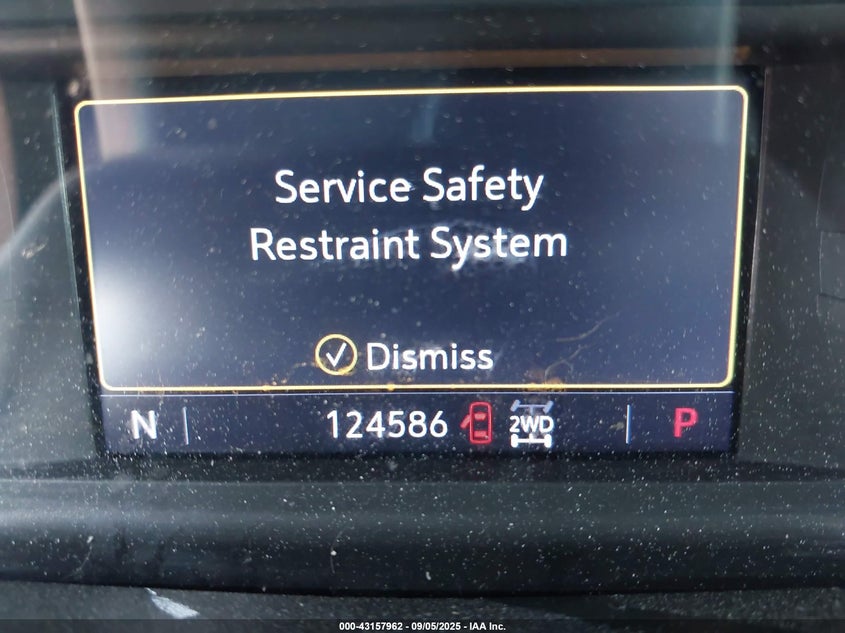 Service Safety
Restraint System
Dismiss
N 124586 2WD P
000-43157962 - 09/05/2025 - IAA Inc.